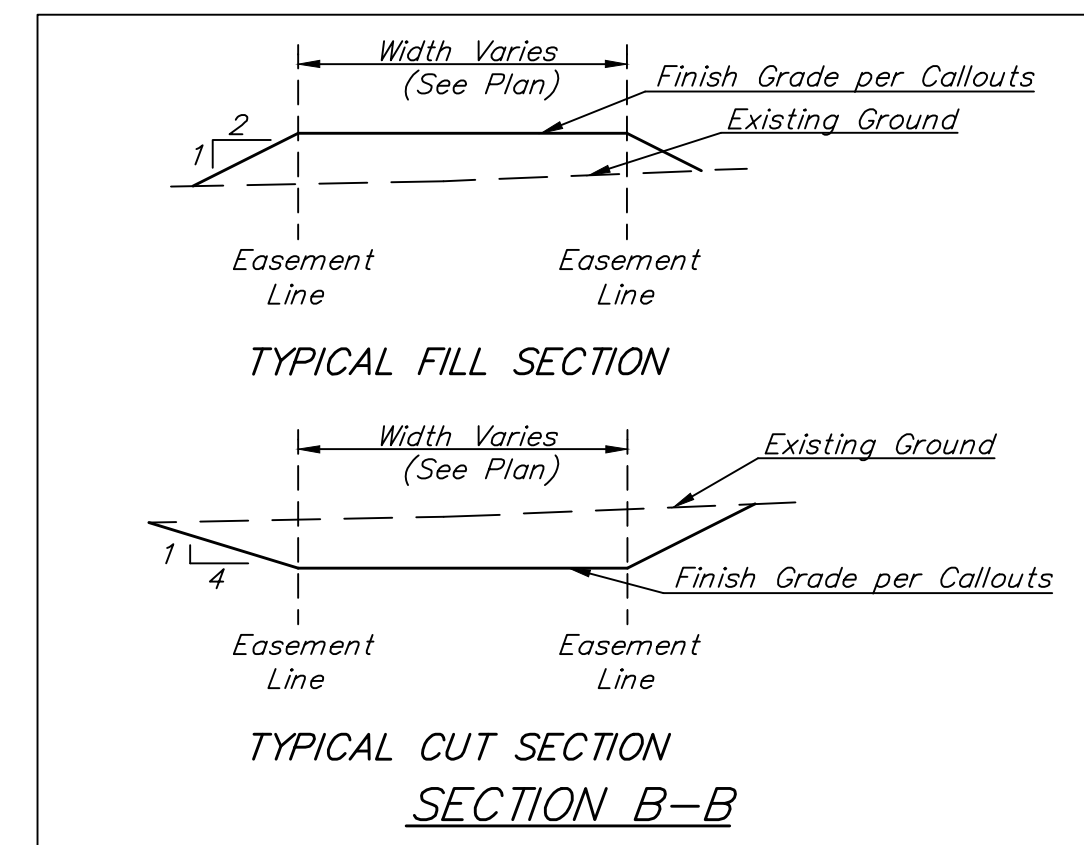 Width Varies
(See Plan)
Finish Grade per Callouts
Existing Ground
2
1
Easement
Line
Easement
Line
TYPICAL FILL SECTION
Width Varies
(See Plan)
Existing Ground
1
4
Finish Grade per Callouts
Easement
Line
Easement
Line
TYPICAL CUT SECTION
SECTION B-B